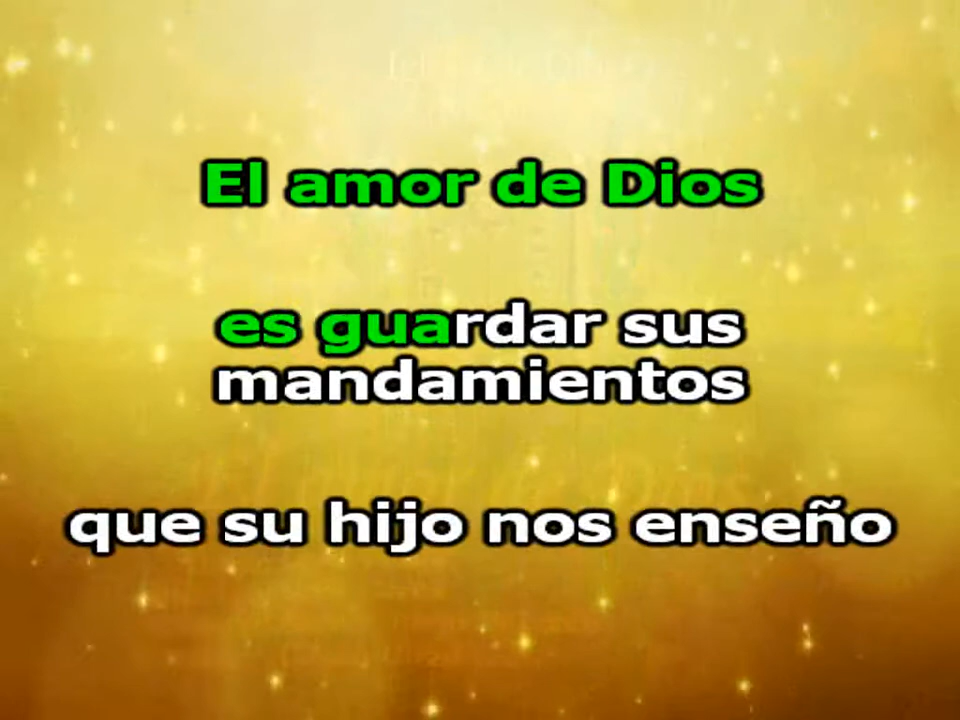 El amor de Dios
es guardar sus
mandamientos
que su hijo nos enseño